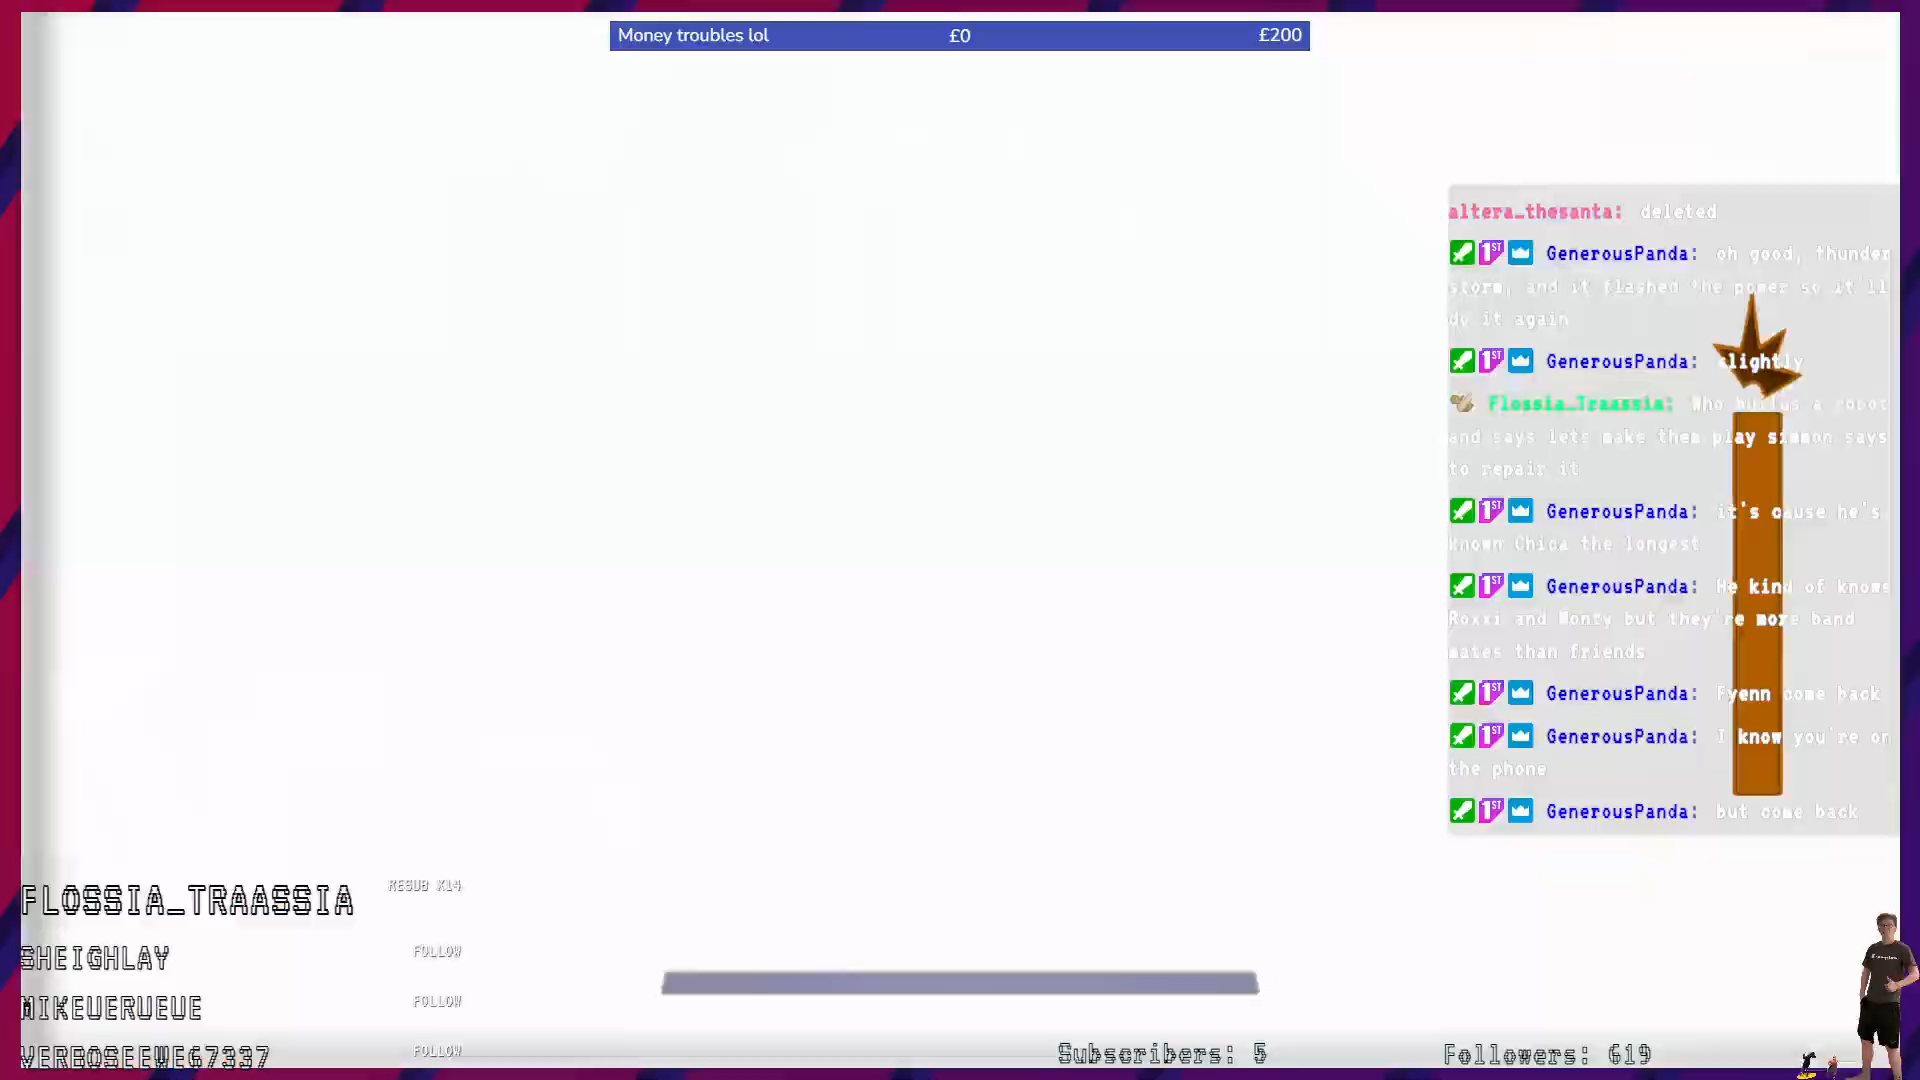 Money troubles lol £0 £200
altera_thesanta: deleted
GenerousPanda: oh good, thunder
storm, and it flashed the power so it'll
do it again
GenerousPanda: slightly
Flossia_Traassia: Who builds a robot
and says lets make them play simmon says
to repair it
GenerousPanda: it's cause he's
known Chica the longest
GenerousPanda: He kind of knows
Roxxi and Monty but they're more band
mates than friends
GenerousPanda: Fyenn come back
GenerousPanda: I know you're on
the phone
GenerousPanda: but come back
FLOSSIA_TRAASSIA RESUB X14
SHEIGHLAY FOLLOW
MIKEUERUEUE FOLLOW
VERBOSEEWE67337 FOLLOW
Subscribers: 5
Followers: 619